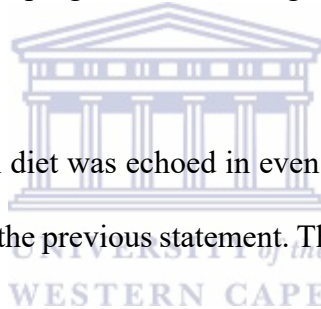 diet was echoed in even
the previous statement. Th
UNIVERSITY of the
WESTERN CAPE